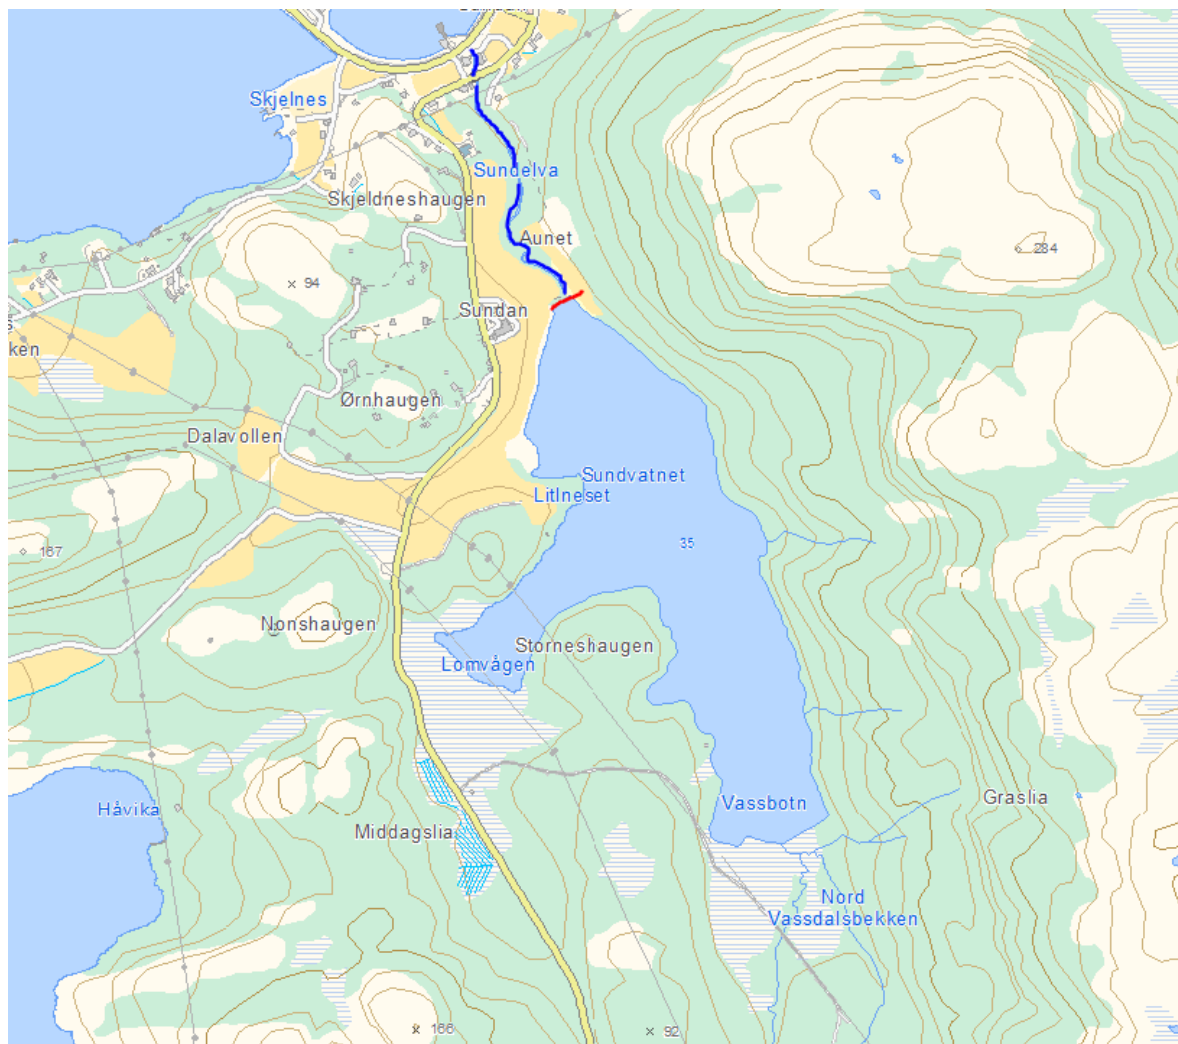 Skjelnes
Sundelva
Skjeldneshaugen
Aunet
284
94
Sundan
ken
Ørnhaugen
Dalavollen
Sundvatnet
Litlneset
35
167
Nonshaugen
Storneshaugen
Lomvågen
Graslia
Vassbotn
Håvika
Middagslia
Nord
Vassdalsbekken
166
92